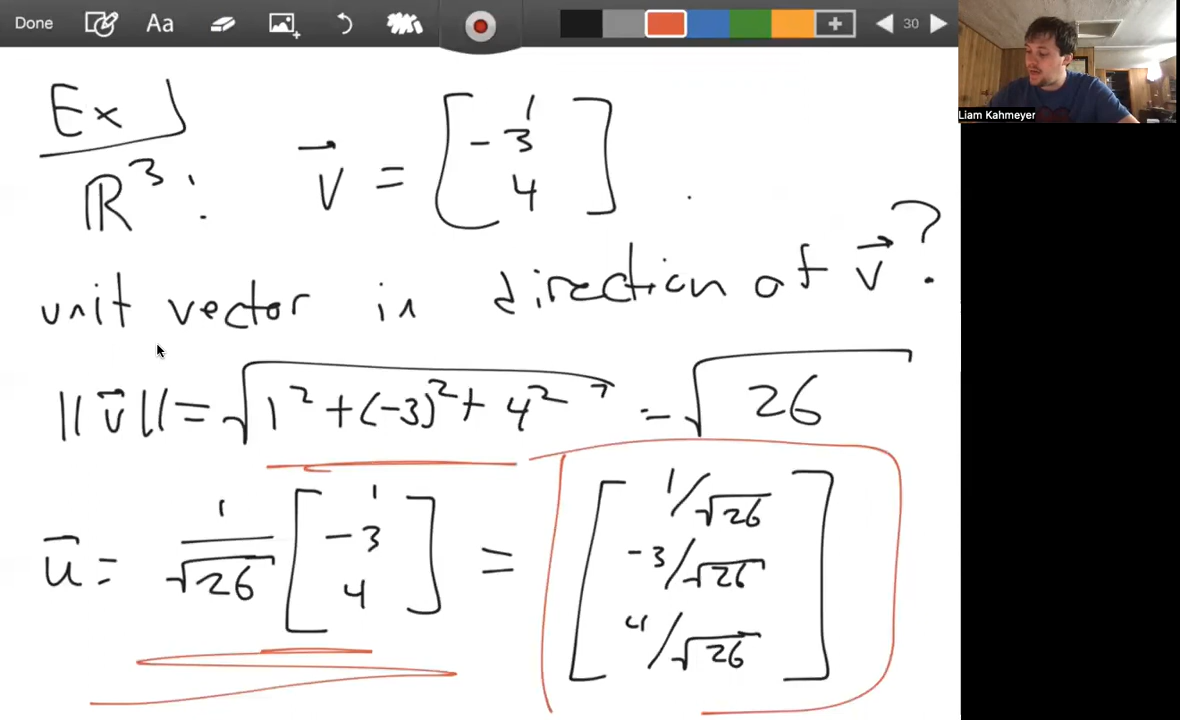 Done Aa 30
Liam Kahmeyer
Ex
ℝ³: v⃗ = [1 -3 4]
unit vector in direction of v⃗?
||v⃗|| = √(1² + (-3)² + 4²) = √26
u⃗ = 1/√26 [1 -3 4] = [1/√26 -3/√26 4/√26]